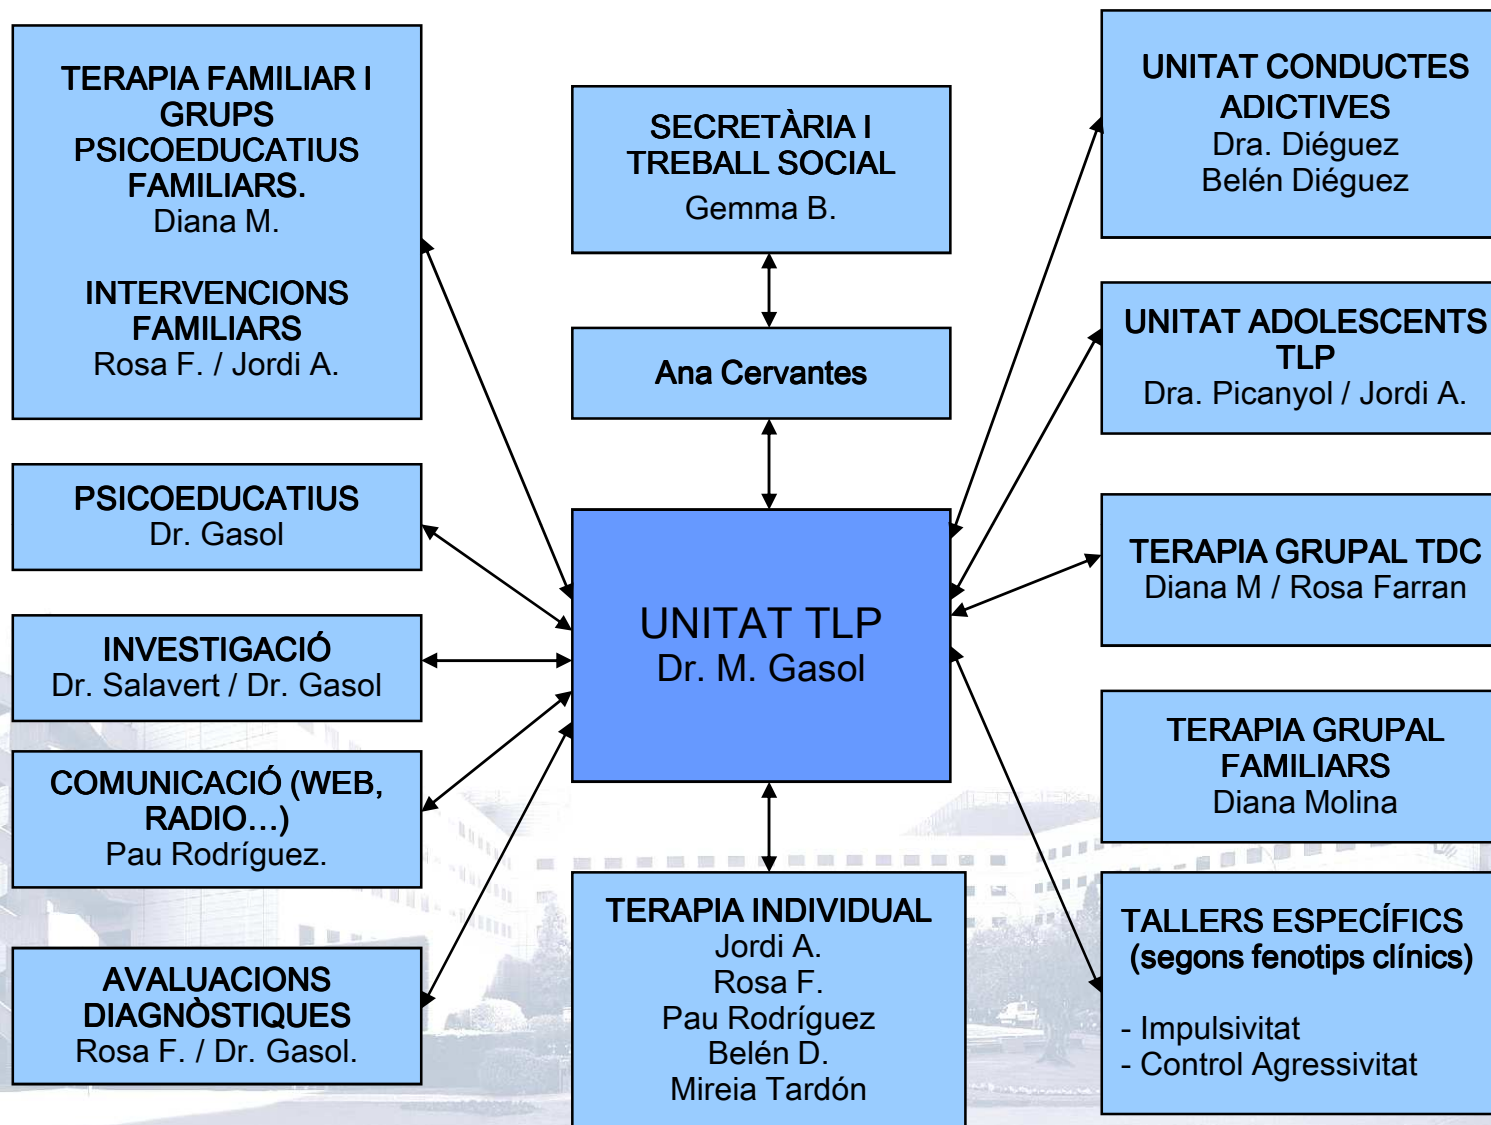 TERAPIA FAMILIAR I
GRUPS
PSICOEDUCATIUS
FAMILIARS.
Diana M.
INTERVENCIONS
FAMILIARS
Rosa F. / Jordi A.
PSICOEDUCATIUS
Dr. Gasol
INVESTIGACIÓ
Dr. Salavert / Dr. Gasol
COMUNICACIÓ (WEB,
RADIO...)
Pau Rodríguez.
AVALUACIONS
DIAGNÒSTIQUES
Rosa F. / Dr. Gasol.
SECRETÀRIA I
TREBALL SOCIAL
Gemma B.
Ana Cervantes
UNITAT TLP
Dr. M. Gasol
TERAPIA INDIVIDUAL
Jordi A.
Rosa F.
Pau Rodríguez
Belén D.
Mireia Tardón
UNITAT CONDUCTES
ADICTIVES
Dra. Diéguez
Belén Diéguez
UNITAT ADOLESCENTS
TLP
Dra. Picanyol / Jordi A.
TERAPIA GRUPAL TDC
Diana M / Rosa Farran
TERAPIA GRUPAL
FAMILIARS
Diana Molina
TALLERS ESPECÍFICS
(segons fenotips clínics)
- Impulsivitat
- Control Agressivitat